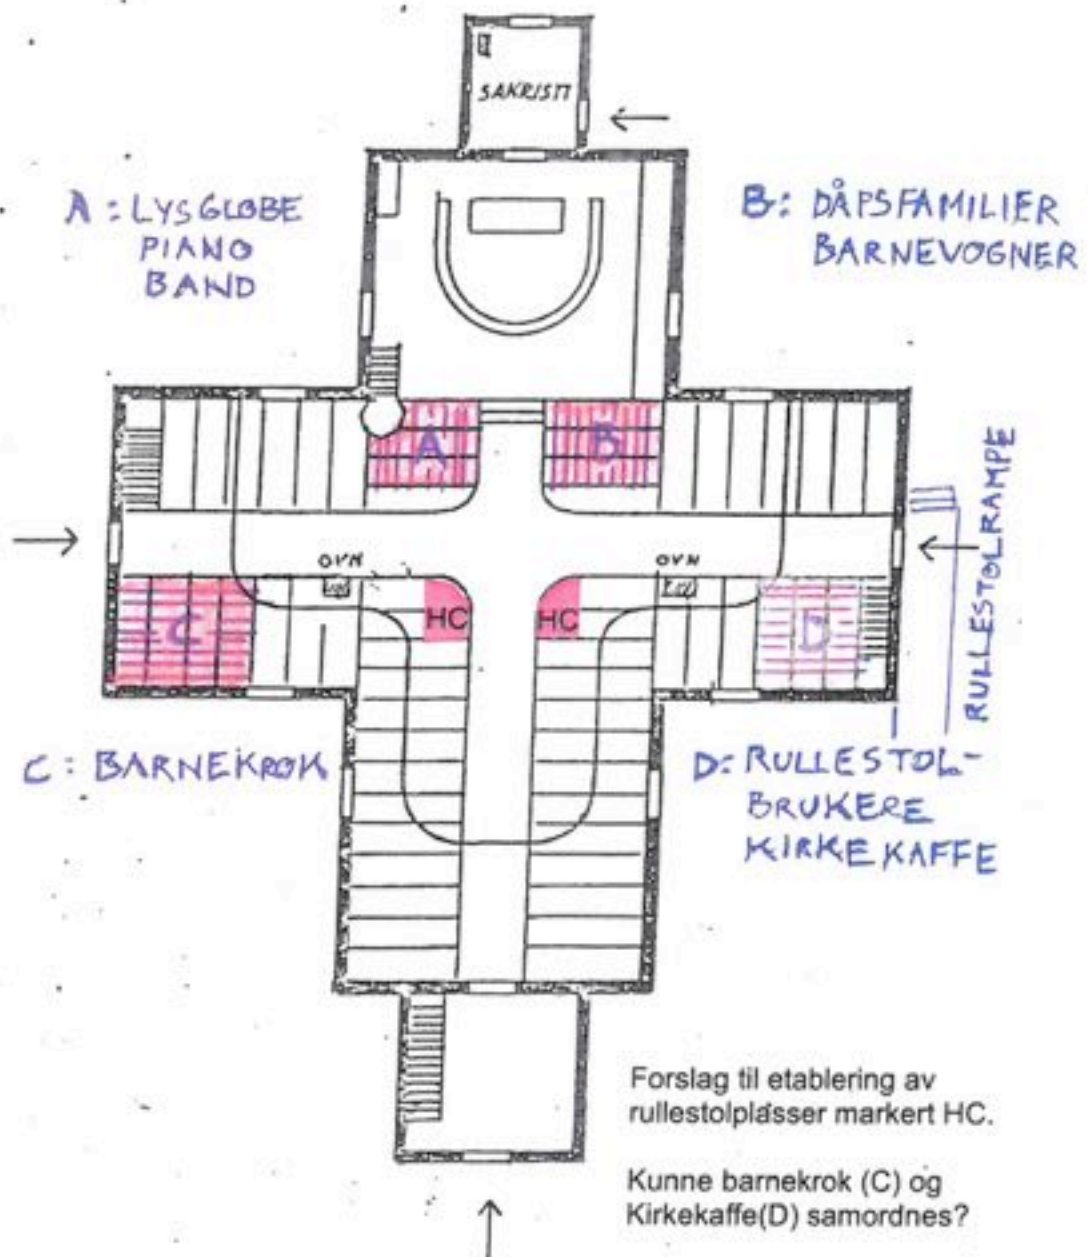 SAKRISTI
A: LYSGLOBE
PIANO
BAND
B: DÅPSFAMILIER
BARNEVOGNER
A
B
RULLESTOLRAMPE
OVN
OVN
HC
HC
C
D
C: BARNEKROK
D: RULLESTOL-
BRUKERE
KIRKEKAFFE
Forslag til etablering av
rullestolplasser markert HC.
Kunne barnekrok (C) og
Kirkekaffe(D) samordnes?